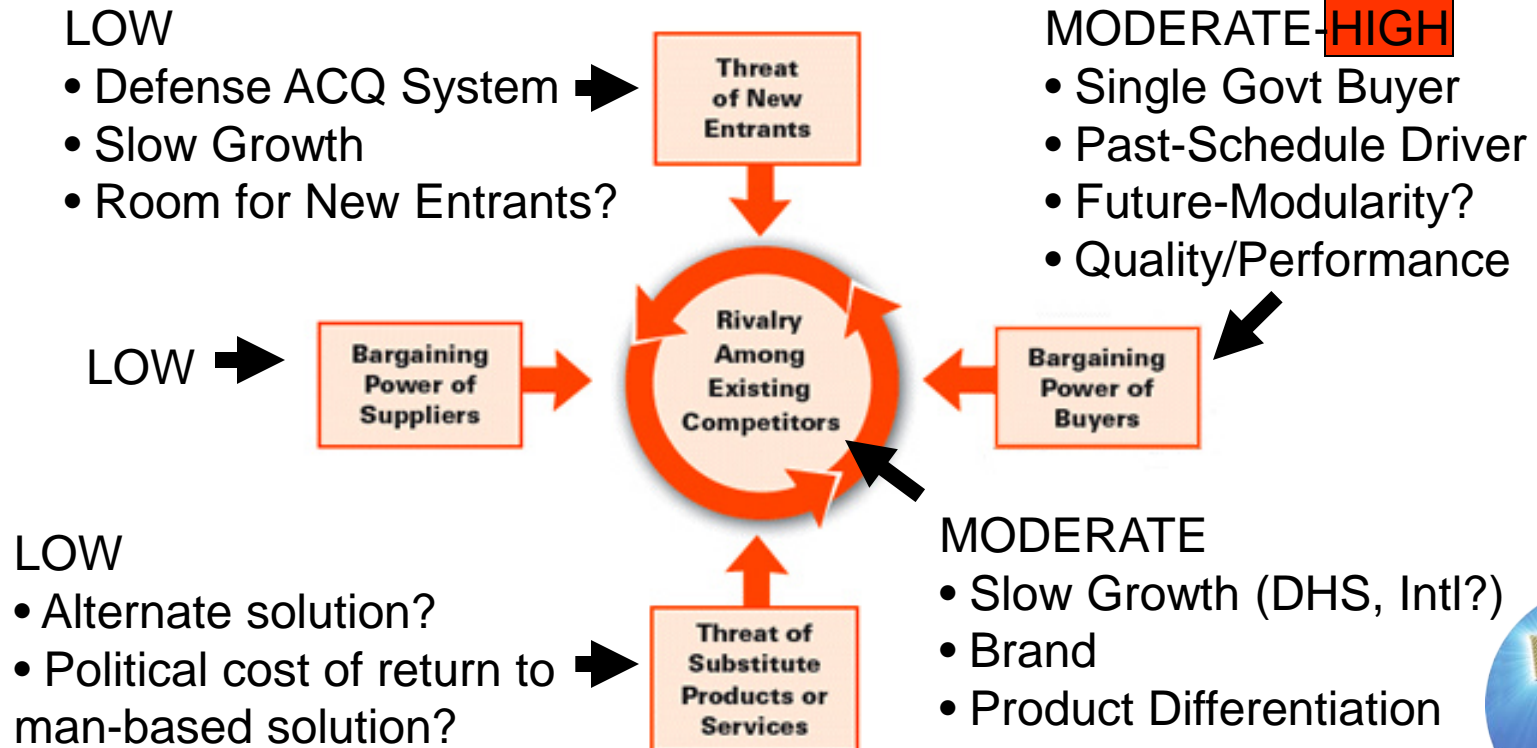 LOW
• Defense ACQ System
• Slow Growth
• Room for New Entrants?
Threat
of New
Entrants
MODERATE-HIGH
• Single Govt Buyer
• Past-Schedule Driver
• Future-Modularity?
• Quality/Performance
LOW
Bargaining
Power of
Suppliers
Rivalry
Among
Existing
Competitors
Bargaining
Power of
Buyers
LOW
• Alternate solution?
• Political cost of return to
man-based solution?
Threat of
Substitute
Products or
Services
MODERATE
• Slow Growth (DHS, Intl?)
• Brand
• Product Differentiation